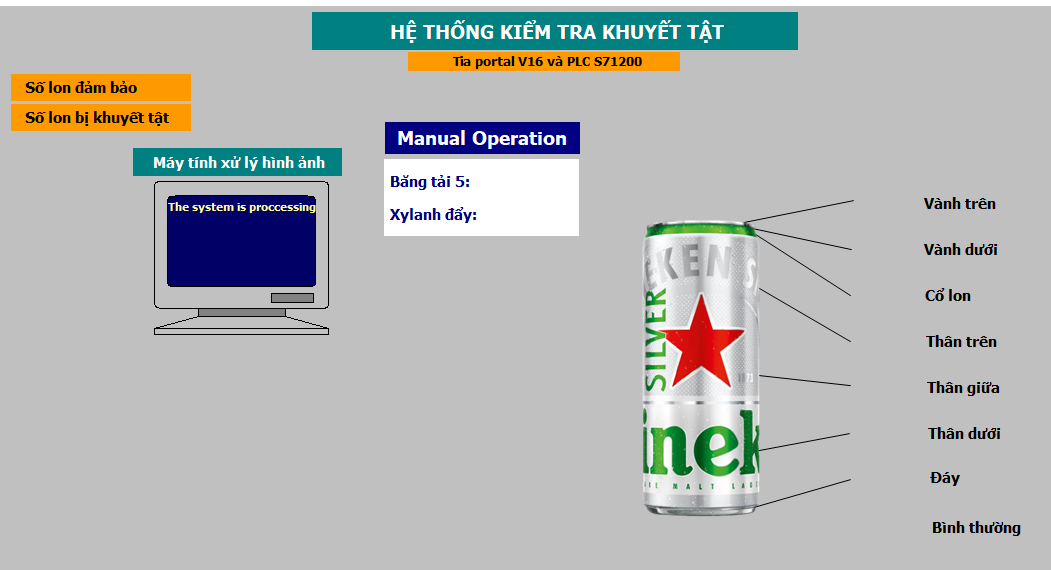 HỆ THỐNG KIỂM TRA KHUYẾT TẬT
Tia portal V16 và PLC S71200
Số lon đảm bảo
Số lon bị khuyết tật
Manual Operation
Máy tính xử lý hình ảnh
Băng tải 5:
Xylanh đẩy:
The system is proccessing
Vành trên
Vành dưới
Cổ lon
Thân trên
Thân giữa
Thân dưới
Đáy
Bình thường
EKEN S
SILVER
1873
inek
MALT LAGE